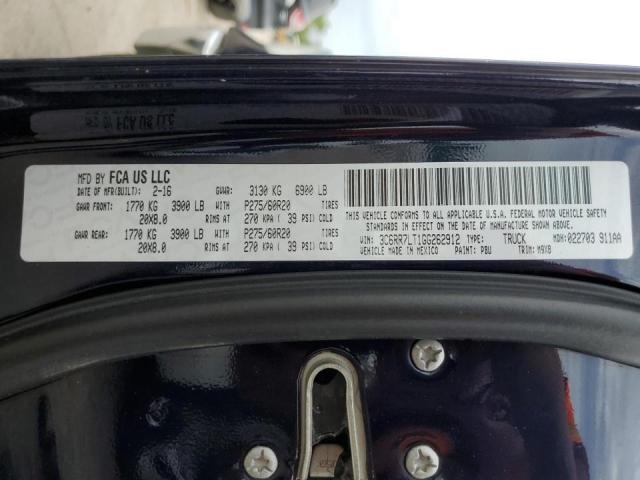 MFD BY FCA US LLC
DATE OF MFR(BUILT): 2-16 GVWR: 3130 KG 6900 LB
GAWR FRONT: 1770 KG 3900 LB WITH P275/60R20 TIRES
20X8.0 RIMS AT 270 KPA ( 39 PSI) COLD
GAWR REAR: 1770 KG 3900 LB WITH P275/60R20 TIRES
20X8.0 RIMS AT 270 KPA ( 39 PSI) COLD
THIS VEHICLE CONFORMS TO ALL APPLICABLE U.S.A. FEDERAL MOTOR VEHICLE SAFETY
STANDARDS IN EFFECT ON THE DATE OF MANUFACTURE SHOWN ABOVE.
VIN: 3C6RR7LT1GG262912 TYPE: TRUCK MDH: 022703 911AA
VEHICLE MADE IN MEXICO PAINT: PBU TRIM: M9X8